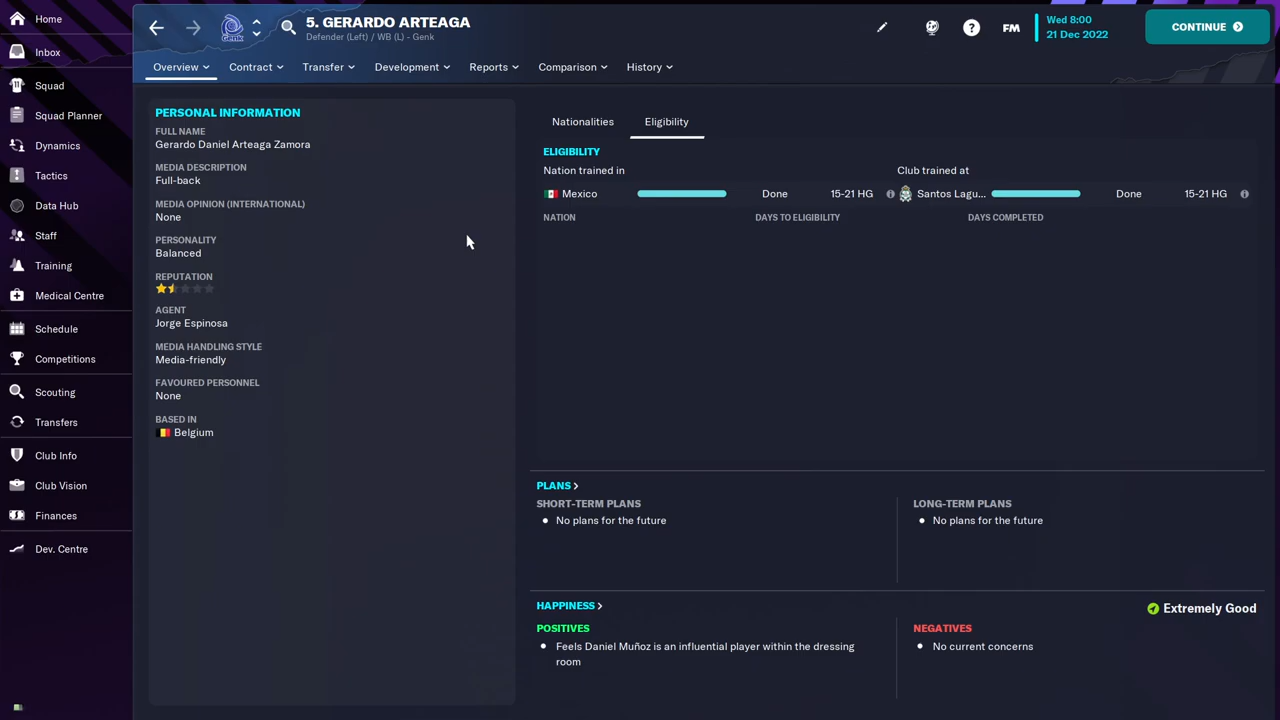 Home
Inbox
Squad
Squad Planner
Dynamics
Tactics
Data Hub
Staff
Training
Medical Centre
Schedule
Competitions
Scouting
Transfers
Club Info
Club Vision
Finances
Dev. Centre
Genk
5. GERARDO ARTEAGA
Defender (Left) / WB (L) - Genk
FM
Wed 8:00
21 Dec 2022
CONTINUE
Overview
Contract
Transfer
Development
Reports
Comparison
History
PERSONAL INFORMATION
FULL NAME
Gerardo Daniel Arteaga Zamora
MEDIA DESCRIPTION
Full-back
MEDIA OPINION (INTERNATIONAL)
None
PERSONALITY
Balanced
REPUTATION
AGENT
Jorge Espinosa
MEDIA HANDLING STYLE
Media-friendly
FAVOURED PERSONNEL
None
BASED IN
Belgium
Nationalities Eligibility
ELIGIBILITY
Nation trained in Club trained at
Mexico Done 15-21 HG Santos Lagu... Done 15-21 HG
NATION DAYS TO ELIGIBILITY DAYS COMPLETED
PLANS
SHORT-TERM PLANS
No plans for the future
LONG-TERM PLANS
No plans for the future
HAPPINESS
Extremely Good
POSITIVES
Feels Daniel Muñoz is an influential player within the dressing
room
NEGATIVES
No current concerns